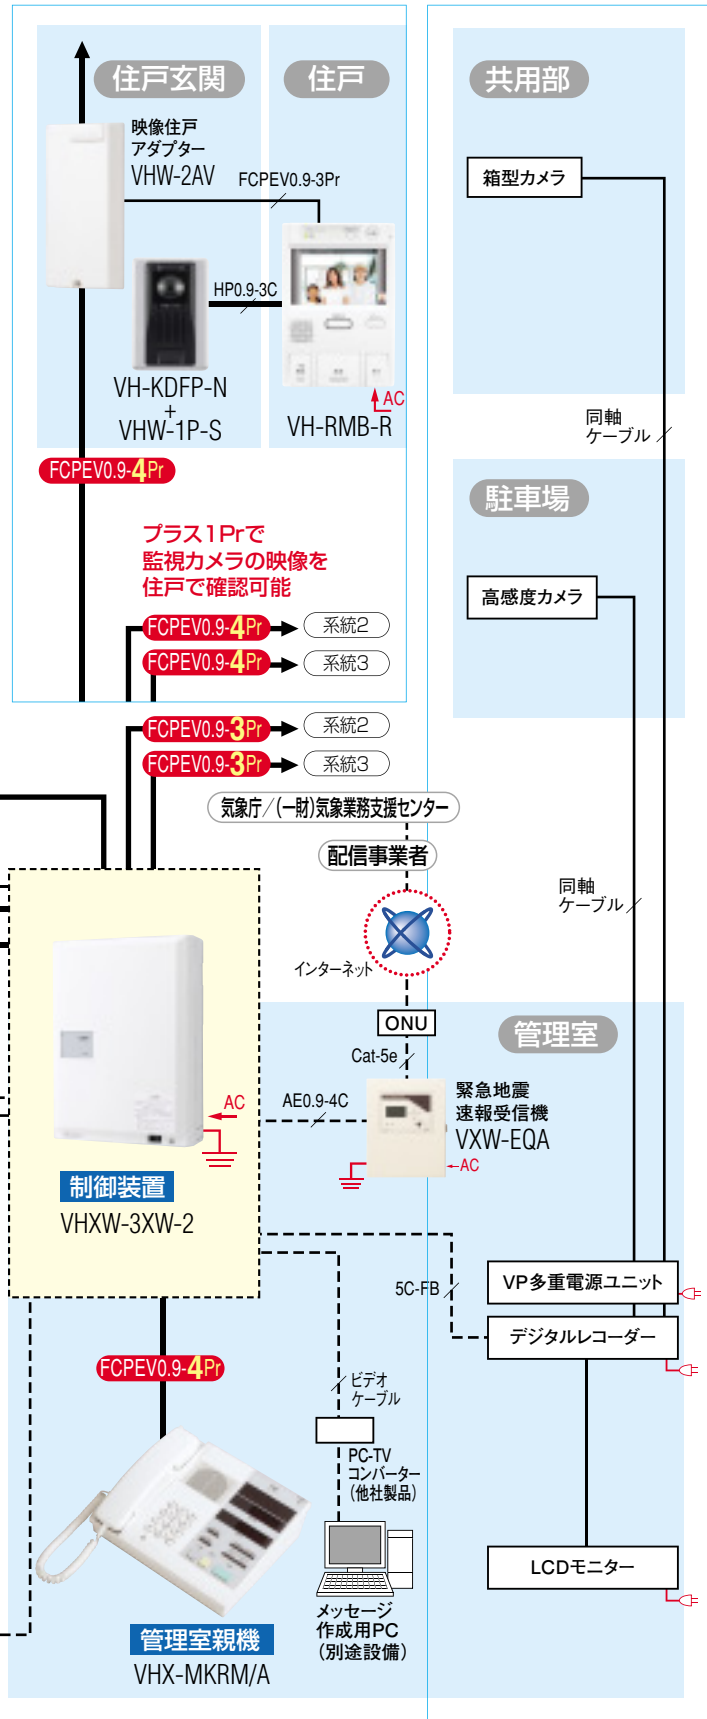 住戸玄関
住戸
共用部
映像住戸
アダプター
VHW-2AV
FCPEV0.9-3Pr
箱型カメラ
HP0.9-3C
VH-KDFP-N
+
VHW-1P-S
AC
VH-RMB-R
同軸
ケーブル
FCPEV0.9-4Pr
駐車場
プラス1Prで
監視カメラの映像を
住戸で確認可能
高感度カメラ
FCPEV0.9-4Pr
系統2
FCPEV0.9-4Pr
系統3
FCPEV0.9-3Pr
系統2
FCPEV0.9-3Pr
系統3
気象庁/(一財)気象業務支援センター
配信事業者
同軸
ケーブル
インターネット
ONU
管理室
Cat-5e
AE0.9-4C
緊急地震
速報受信機
VXW-EQA
AC
AC
制御装置
VHXW-3XW-2
5C-FB
VP多重電源ユニット
デジタルレコーダー
FCPEV0.9-4Pr
ビデオ
ケーブル
PC-TV
コンバーター
(他社製品)
LCDモニター
メッセージ
作成用PC
(別途設備)
管理室親機
VHX-MKRM/A